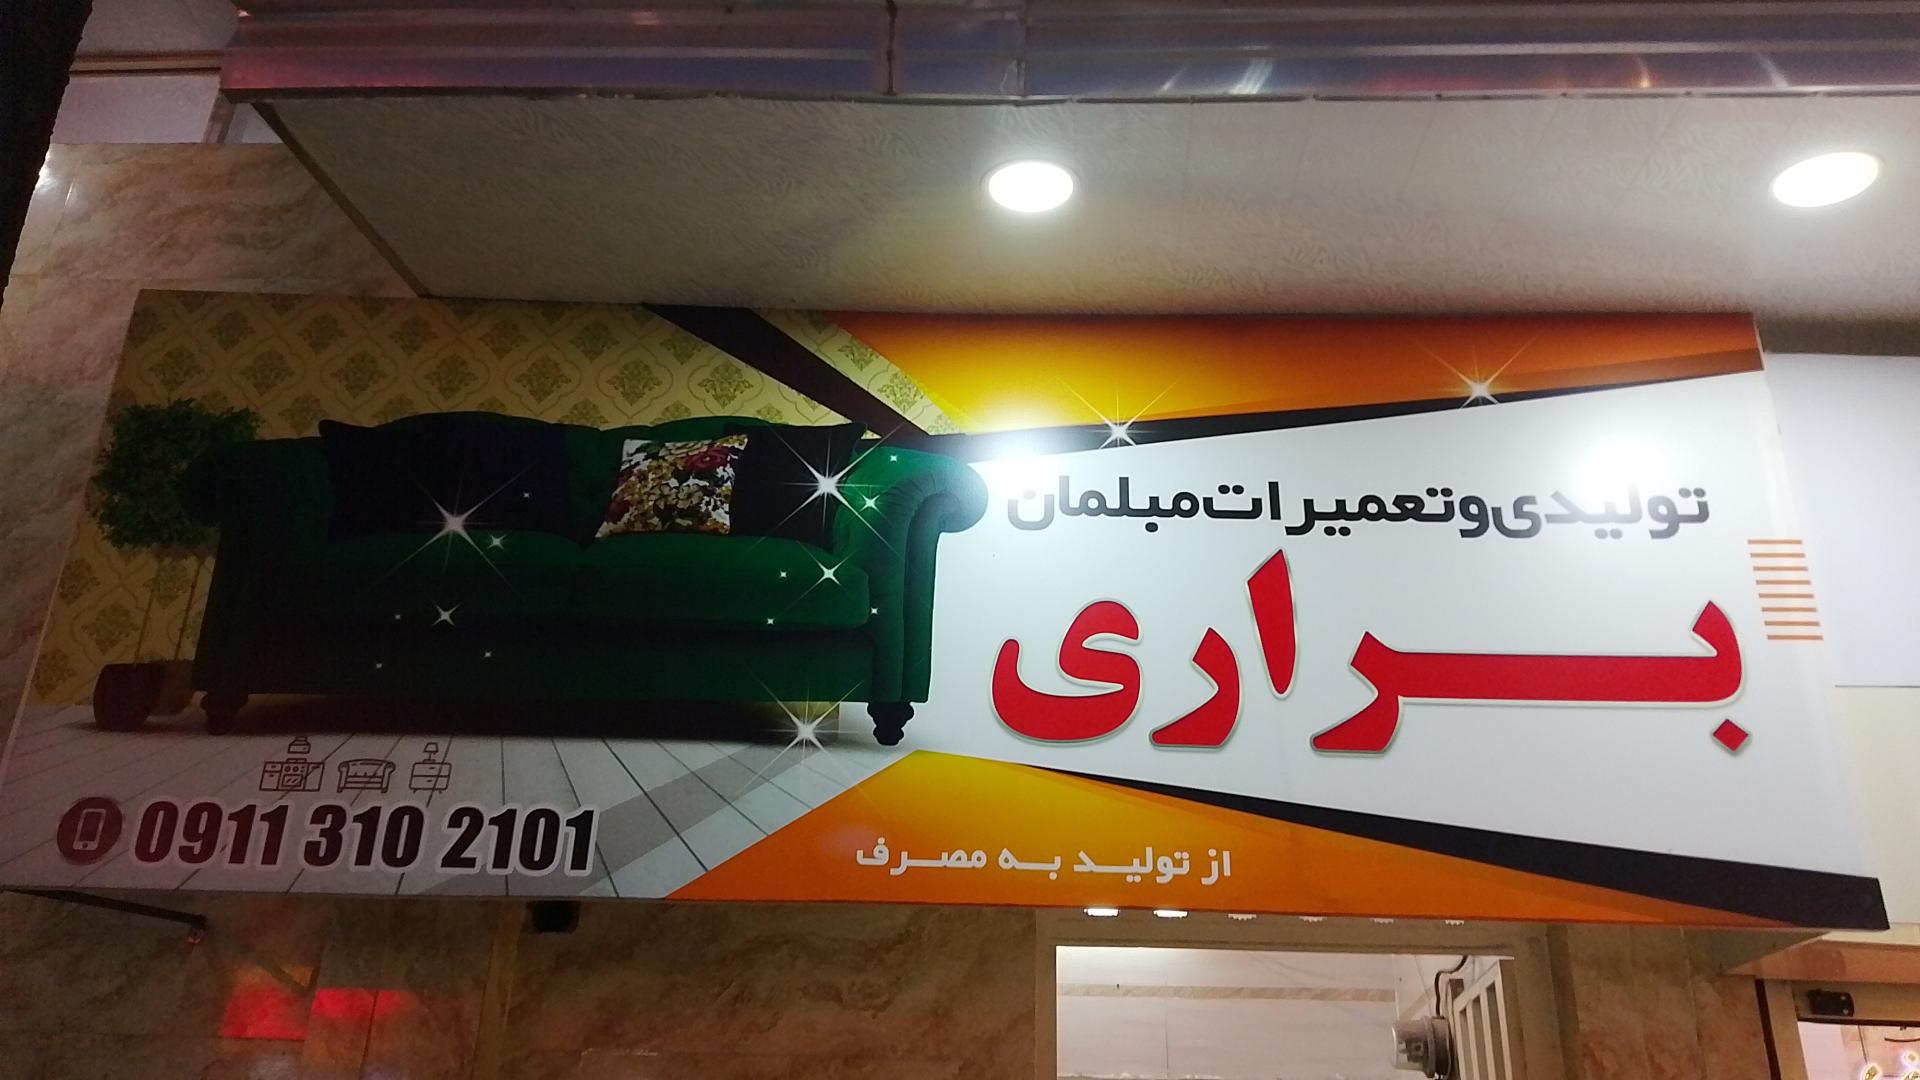 تولیدی و تعمیرات مبلمان
براری
از تولید به مصرف
0911 310 2101